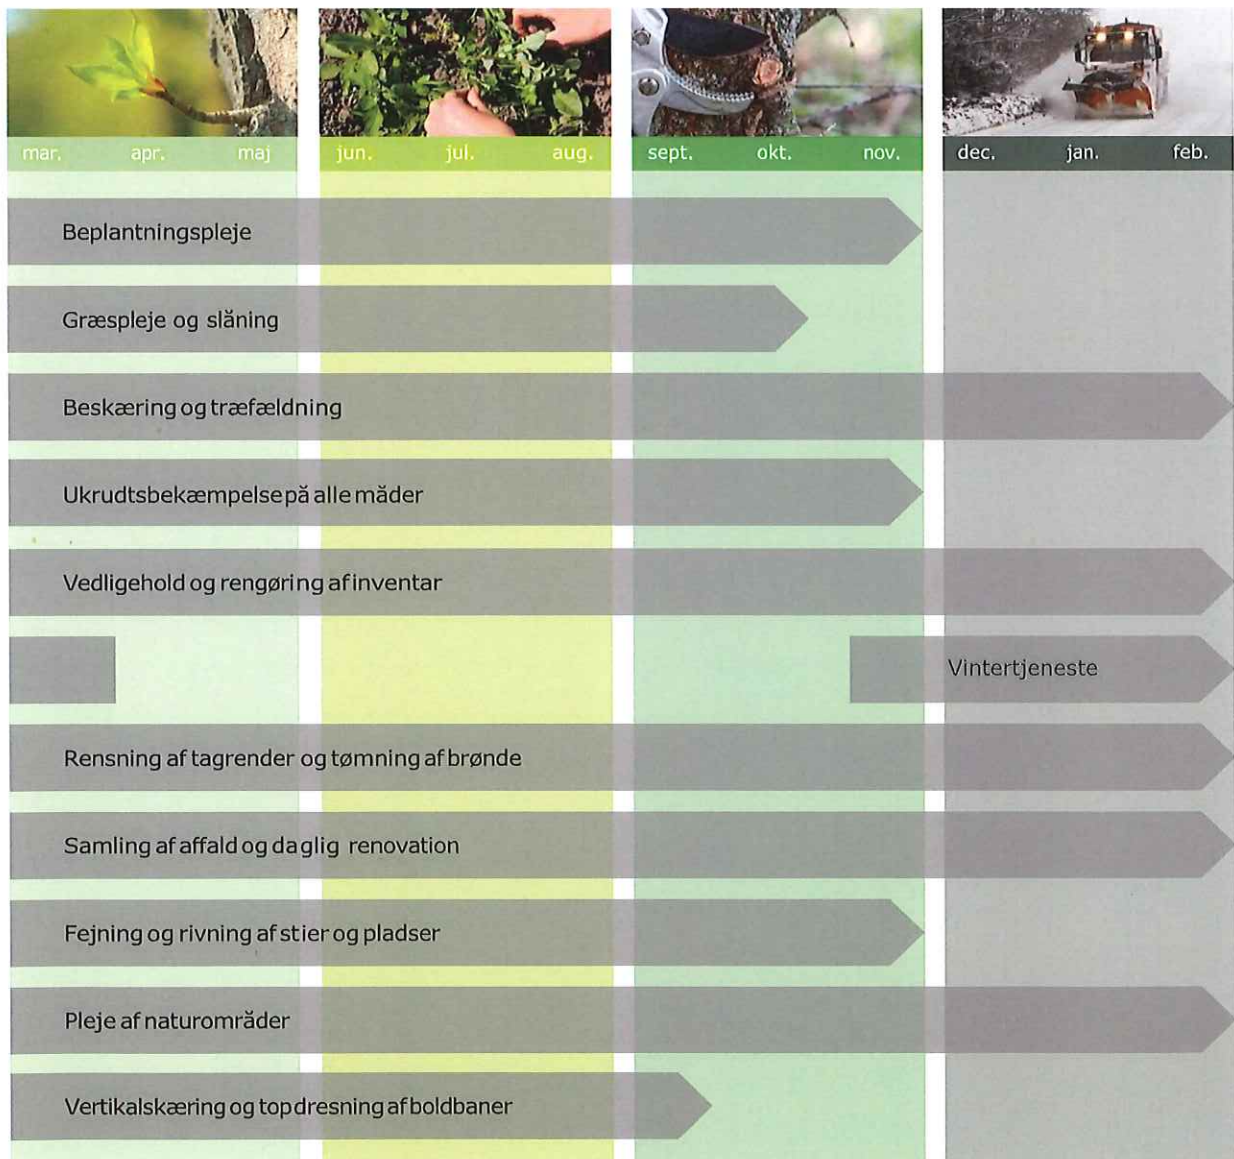 mar. apr. maj jun. jul. aug. sept. okt. nov. dec. jan. feb.
Beplantningspleje
Græspleje og slåning
Beskæring og træfældning
Ukrudtsbekæmpelse på alle måder
Vedligehold og rengøring af inventar
Vintertjeneste
Rensning af tagrender og tømning af brønde
Samling af affald og daglig renovation
Fejning og rivning af stier og pladser
Pleje af naturområder
Vertikalskæring og topdresning af boldbaner